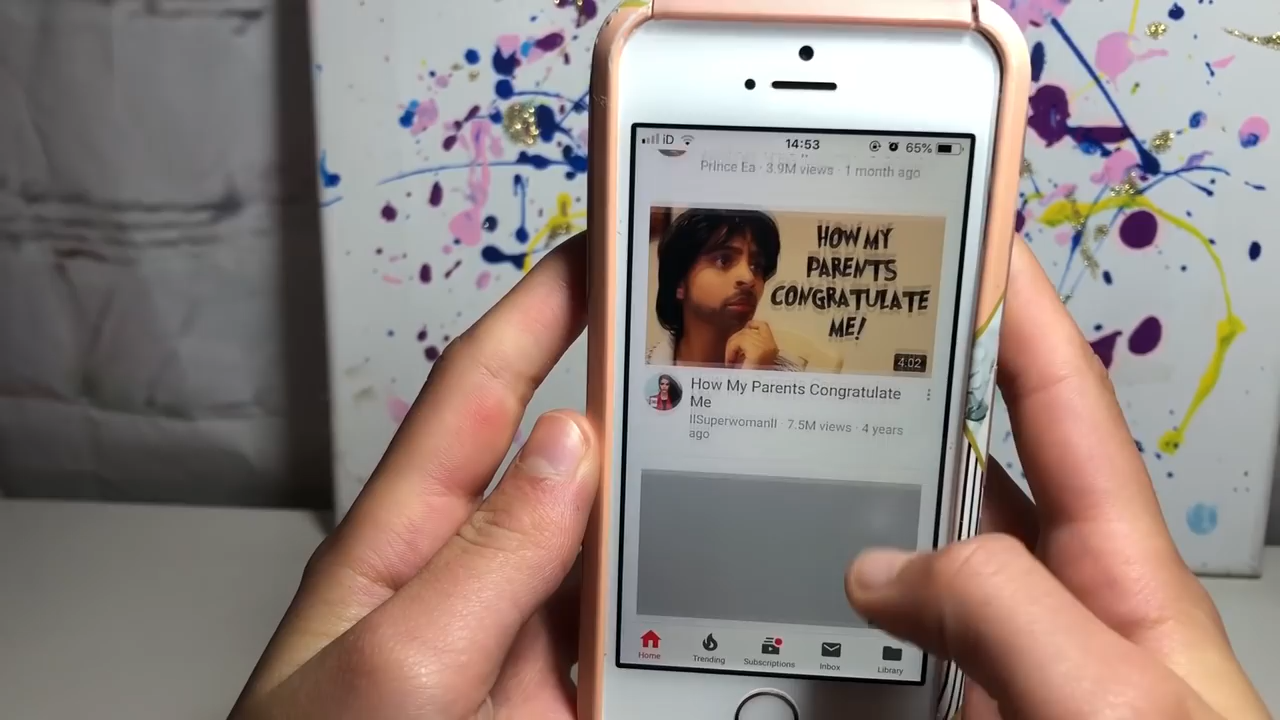 iD 14:53 65%
Prince Ea · 3.9M views · 1 month ago
HOW MY
PARENTS
CONGRATULATE
ME!
4:02
How My Parents Congratulate
Me
IISuperwomanII · 7.5M views · 4 years
ago
Home Trending Subscriptions Inbox Library